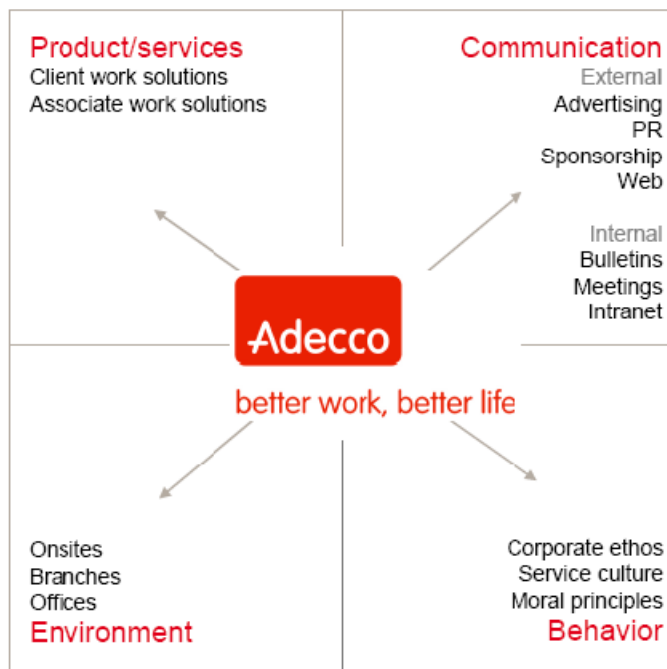 Product/services
Client work solutions
Associate work solutions
Communication
External
Advertising
PR
Sponsorship
Web
Internal
Bulletins
Meetings
Intranet
Adecco
better work, better life
Onsites
Branches
Offices
Environment
Corporate ethos
Service culture
Moral principles
Behavior